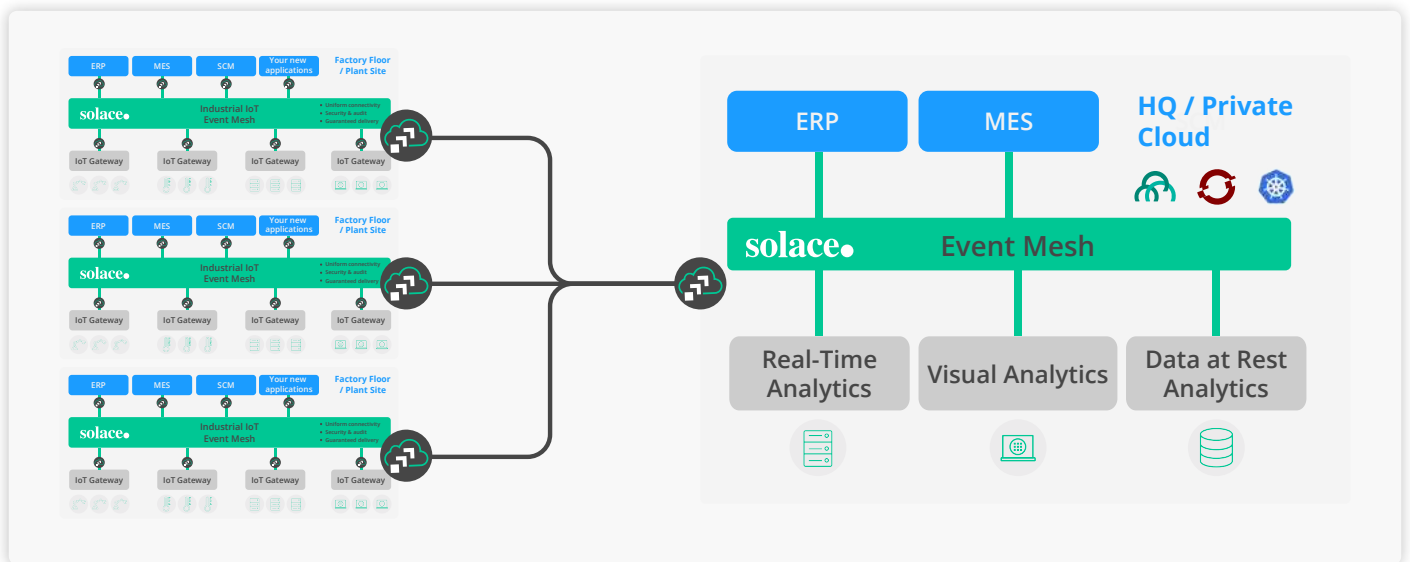 ERP
MES
SCM
Your new
applications
Factory Floor
/ Plant Site
solace
Industrial IoT
Event Mesh
• Uniform connectivity
• Security & audit
• Guaranteed delivery
IoT Gateway
IoT Gateway
IoT Gateway
IoT Gateway
ERP
MES
SCM
Your new
applications
Factory Floor
/ Plant Site
solace
Industrial IoT
Event Mesh
• Uniform connectivity
• Security & audit
• Guaranteed delivery
IoT Gateway
IoT Gateway
IoT Gateway
IoT Gateway
ERP
MES
SCM
Your new
applications
Factory Floor
/ Plant Site
solace
Industrial IoT
Event Mesh
• Uniform connectivity
• Security & audit
• Guaranteed delivery
IoT Gateway
IoT Gateway
IoT Gateway
IoT Gateway
ERP
MES
HQ / Private
Cloud
solace
Event Mesh
Real-Time
Analytics
Visual Analytics
Data at Rest
Analytics